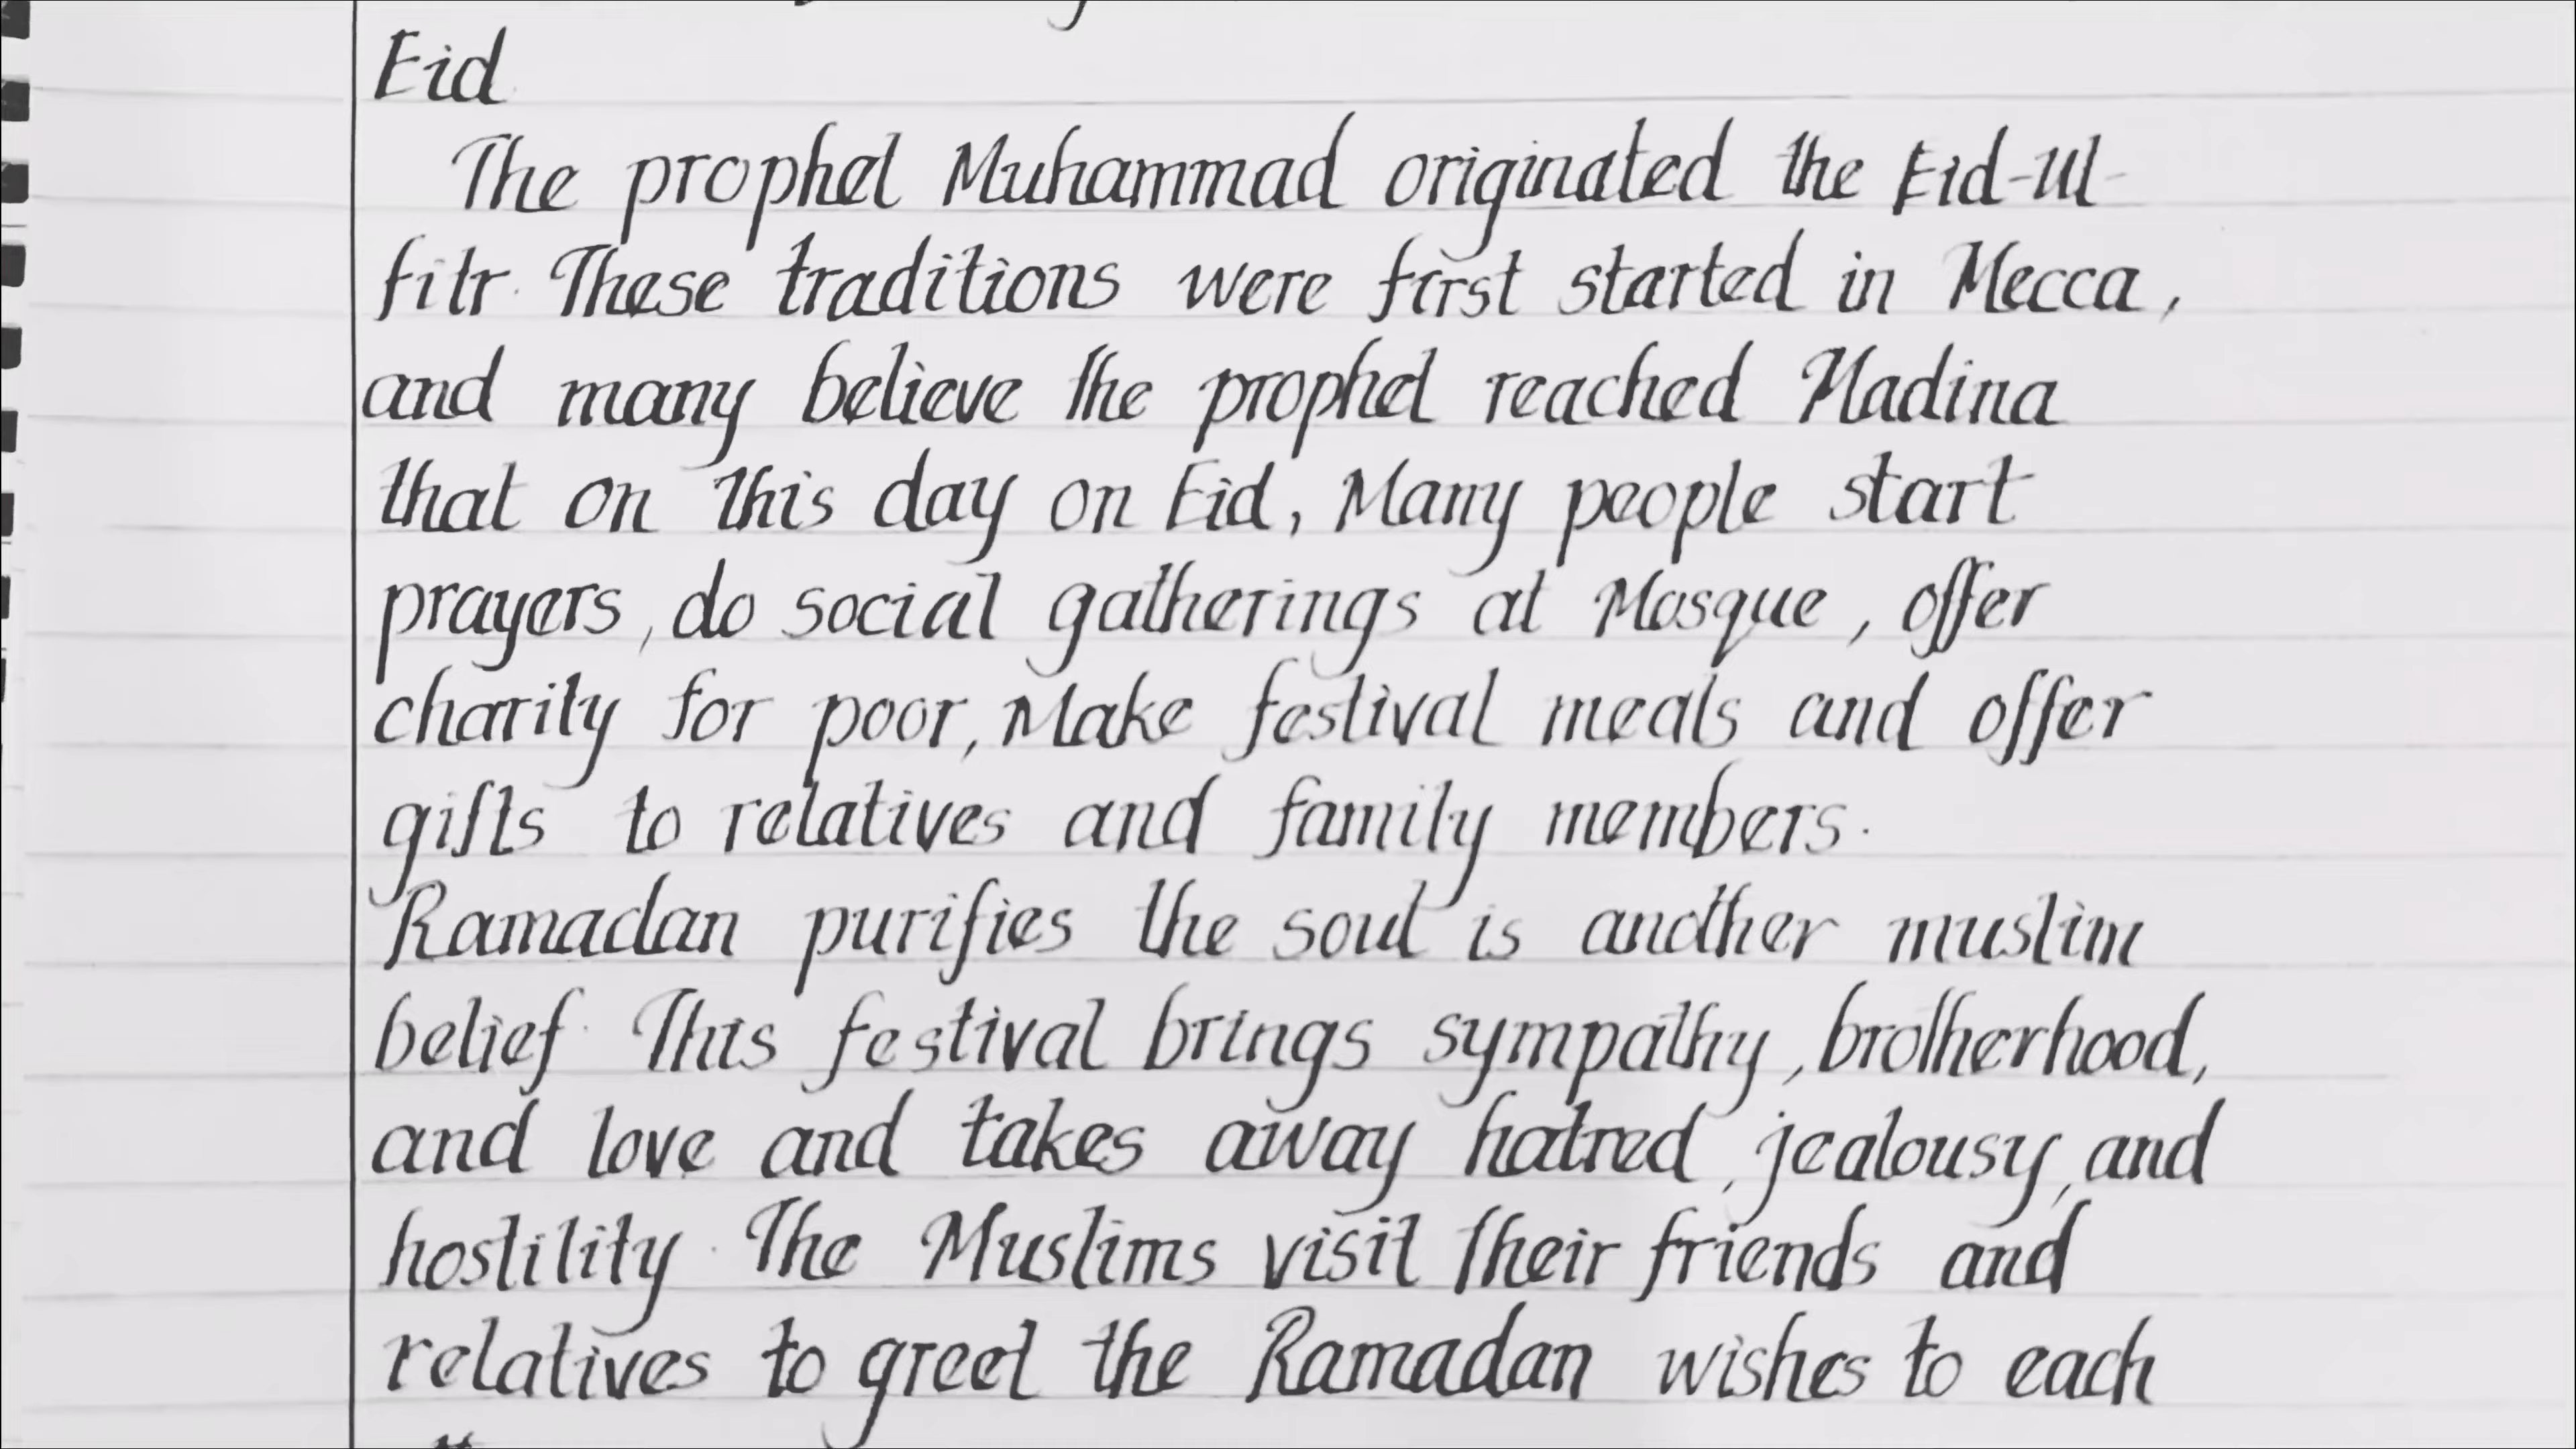 Eid
The prophet Muhammad originated the Eid-Ul-
fitr. These traditions were first started in Mecca,
and many believe the prophet reached Madina
that on this day on Eid, Many people start
prayers, do social gatherings at Mosque, offer
charity for poor, Make festival meals and offer
gifts to relatives and family members.
Ramadan purifies the soul is another muslim
belief. This festival brings sympathy, brotherhood,
and love and takes away hatred, jealousy, and
hostility. The Muslims visit their friends and
relatives to greet the Ramadan wishes to each